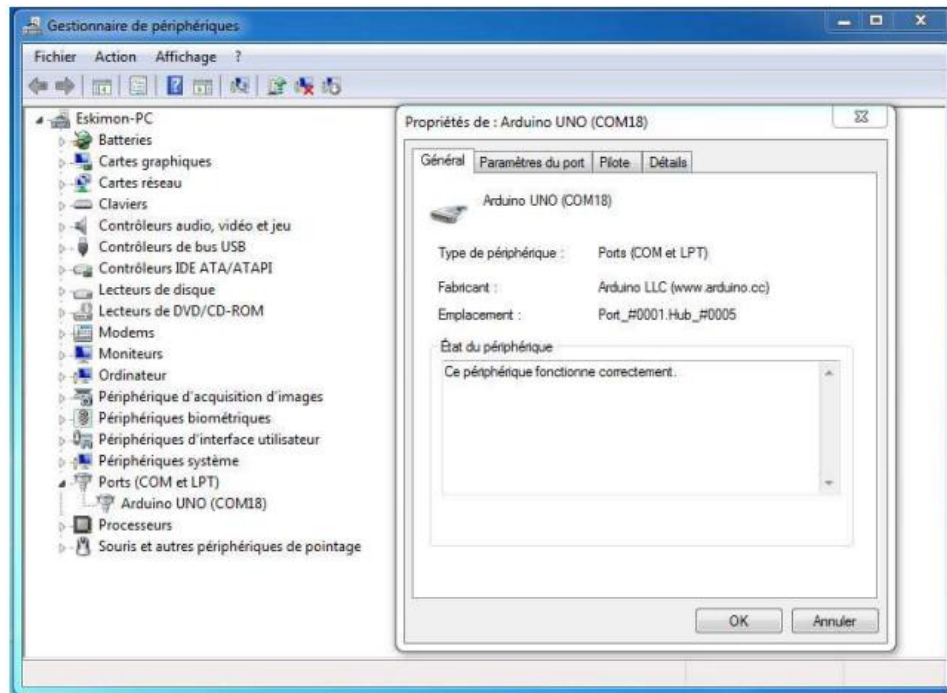 Gestionnaire de périphériques
Fichier Action Affichage ?
Eskimon-PC
Batteries
Cartes graphiques
Cartes réseau
Claviers
Contrôleurs audio, vidéo et jeu
Contrôleurs de bus USB
Contrôleurs IDE ATA/ATAPI
Lecteurs de disque
Lecteurs de DVD/CD-ROM
Modems
Moniteurs
Ordinateur
Périphérique d'acquisition d'images
Périphériques biométriques
Périphériques d'interface utilisateur
Périphériques système
Ports (COM et LPT)
Arduino UNO (COM18)
Processeurs
Souris et autres périphériques de pointage
Propriétés de : Arduino UNO (COM18)
Général Paramètres du port Pilote Détails
Arduino UNO (COM18)
Type de périphérique : Ports (COM et LPT)
Fabricant : Arduino LLC (www.arduino.cc)
Emplacement : Port_#0001.Hub_#0005
État du périphérique
Ce périphérique fonctionne correctement.
OK Annuler